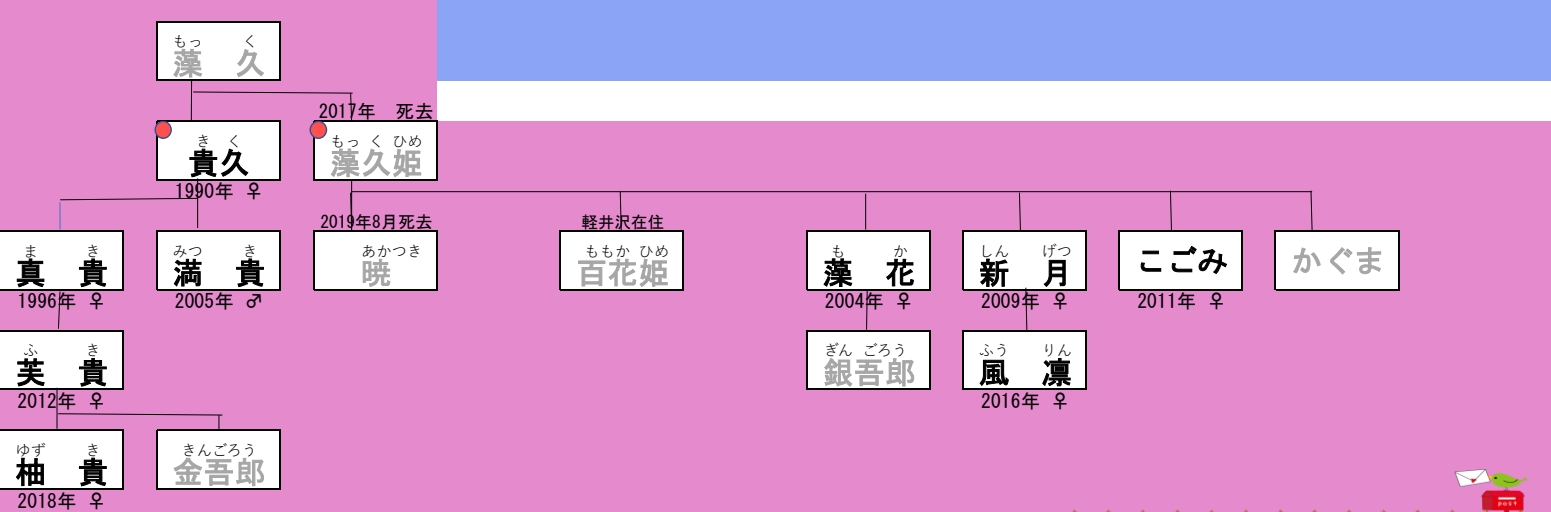 もっ く
藻 久
2017年 死去
き く
貴久
1990年 ♀
もっ く ひめ
藻久姫
2019年8月死去
軽井沢在住
ま き
真 貴
1996年 ♀
みつ き
満 貴
2005年 ♂
あかつき
暁
ももか ひめ
百花姫
も か
藻 花
2004年 ♀
しん げつ
新 月
2009年 ♀
こごみ
2011年 ♀
かぐま
ふ き
芙 貴
2012年 ♀
ぎん ごろう
銀吾郎
ふう りん
風 凛
2016年 ♀
ゆず き
柚 貴
2018年 ♀
きんごろう
金吾郎
post